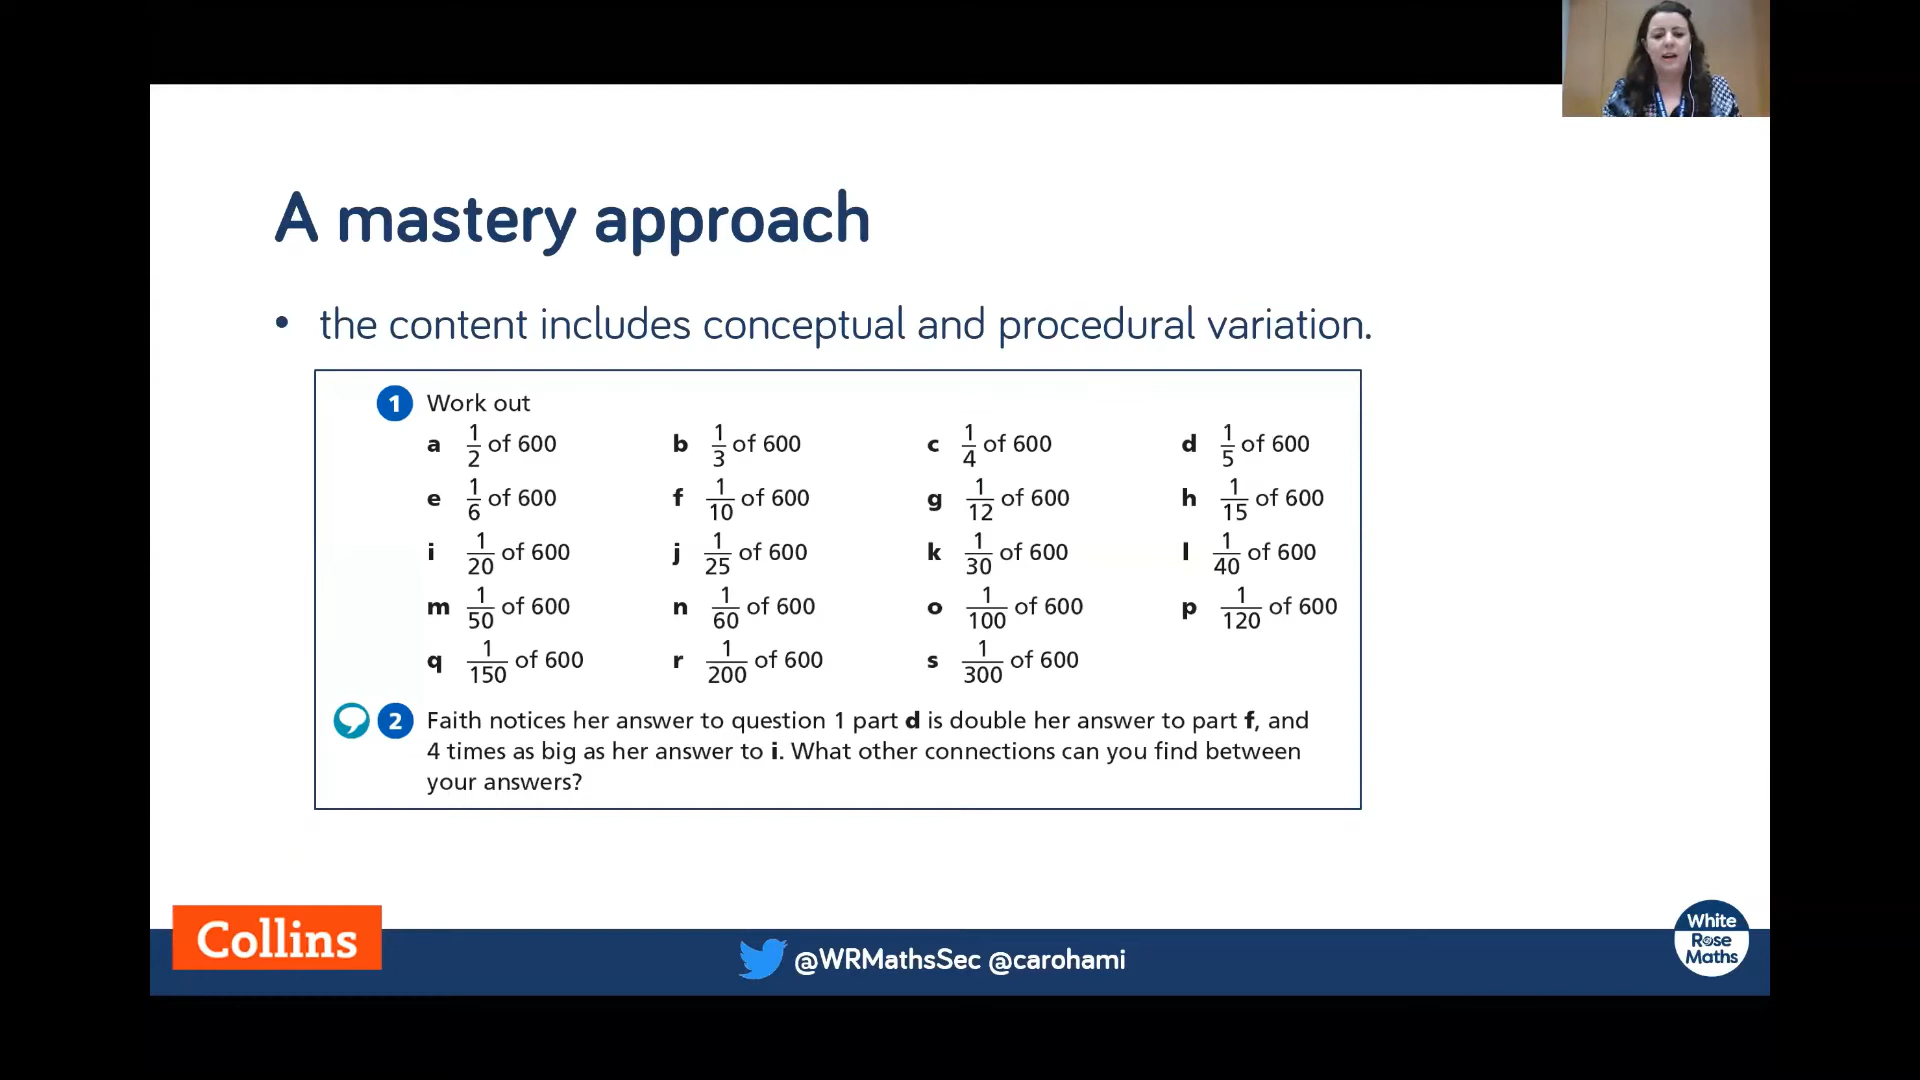 A mastery approach
• the content includes conceptual and procedural variation.
1 Work out
a 1/2 of 600 b 1/3 of 600 c 1/4 of 600 d 1/5 of 600
e 1/6 of 600 f 1/10 of 600 g 1/12 of 600 h 1/15 of 600
i 1/20 of 600 j 1/25 of 600 k 1/30 of 600 l 1/40 of 600
m 1/50 of 600 n 1/60 of 600 o 1/100 of 600 p 1/120 of 600
q 1/150 of 600 r 1/200 of 600 s 1/300 of 600
2 Faith notices her answer to question 1 part d is double her answer to part f, and
4 times as big as her answer to i. What other connections can you find between
your answers?
Collins
@WRMathsSec @carohami
White
Rose
Maths